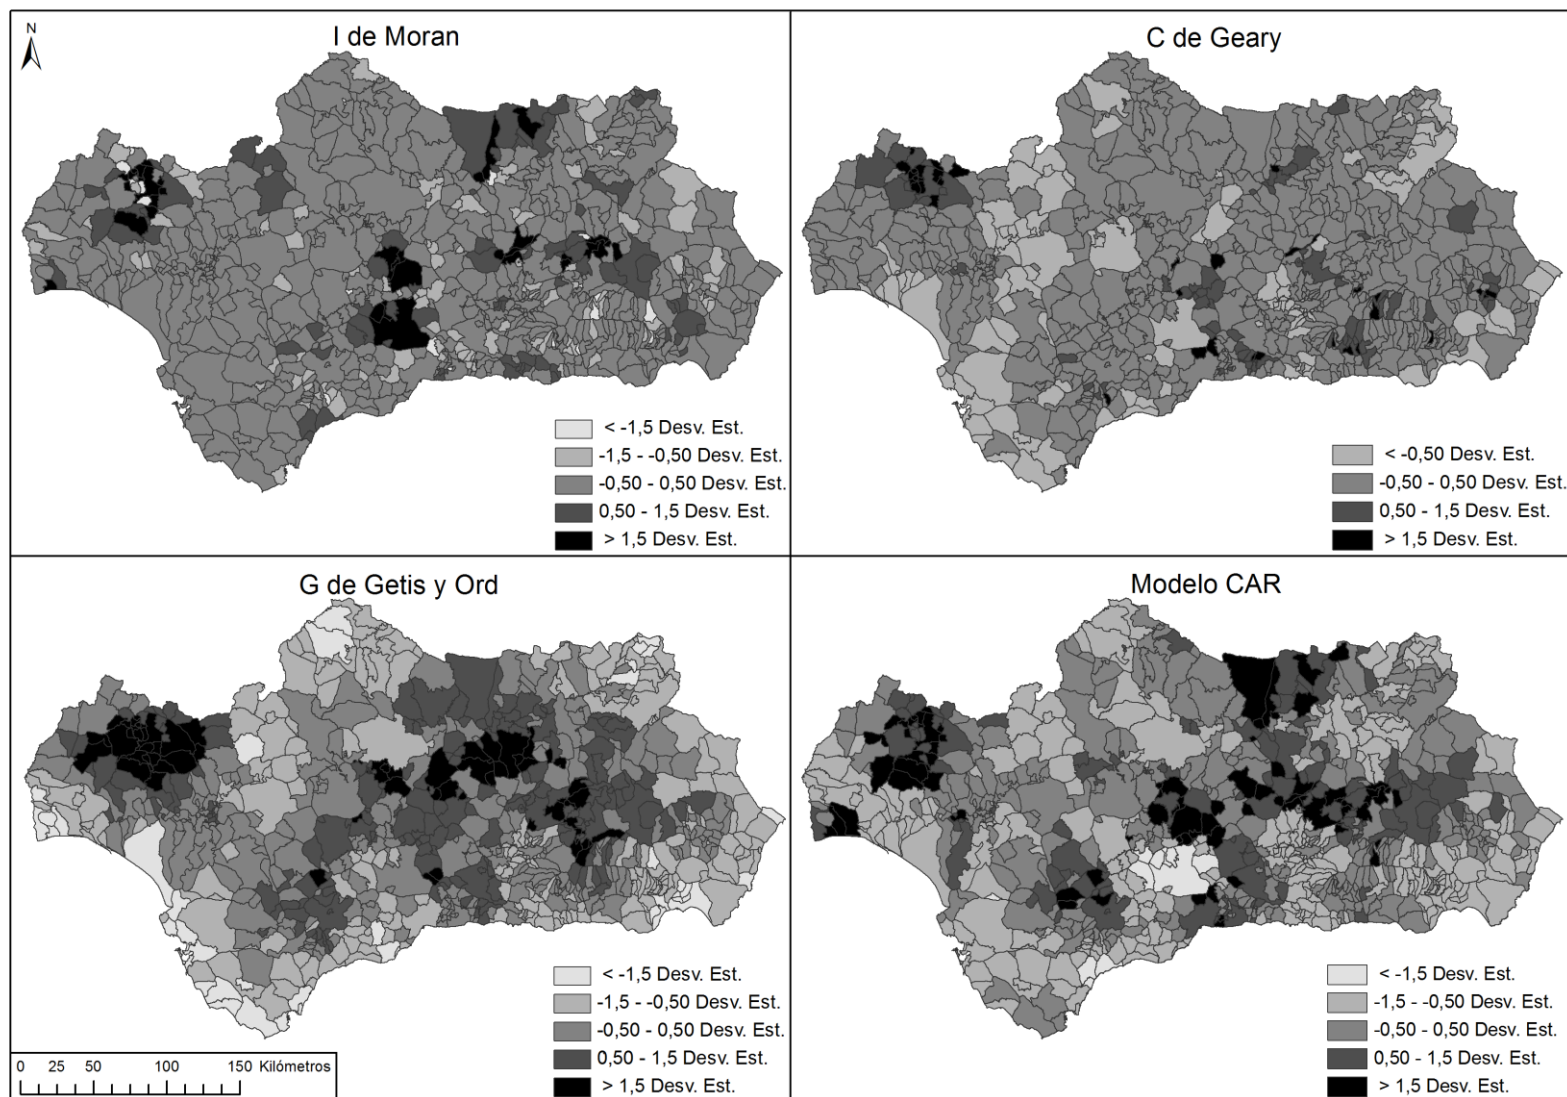 N
I de Moran
< -1,5 Desv. Est.
-1,5 - -0,50 Desv. Est.
-0,50 - 0,50 Desv. Est.
0,50 - 1,5 Desv. Est.
> 1,5 Desv. Est.
C de Geary
< -0,50 Desv. Est.
-0,50 - 0,50 Desv. Est.
0,50 - 1,5 Desv. Est.
> 1,5 Desv. Est.
G de Getis y Ord
< -1,5 Desv. Est.
-1,5 - -0,50 Desv. Est.
-0,50 - 0,50 Desv. Est.
0,50 - 1,5 Desv. Est.
> 1,5 Desv. Est.
0 25 50 100 150 Kilómetros
Modelo CAR
< -1,5 Desv. Est.
-1,5 - -0,50 Desv. Est.
-0,50 - 0,50 Desv. Est.
0,50 - 1,5 Desv. Est.
> 1,5 Desv. Est.